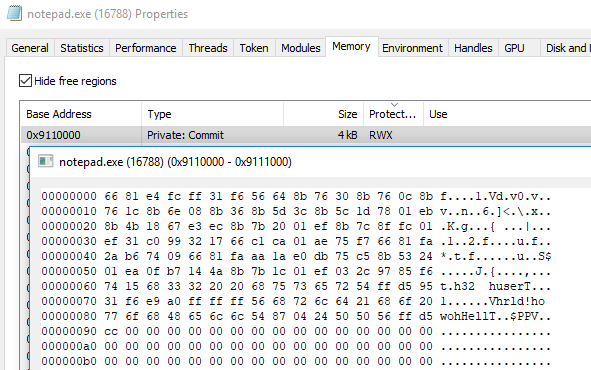 notepad.exe (16788) Properties
General Statistics Performance Threads Token Modules Memory Environment Handles GPU Disk and
Hide free regions
Base Address Type Size Protect... Use
0x9110000 Private: Commit 4 kB RWX
notepad.exe (16788) (0x9110000 - 0x9111000)
00000000 66 81 e4 fc ff 31 f6 56 64 8b 76 30 8b 76 0c 8b f....1.Vd.v0.v..
00000010 76 1c 8b 6e 08 8b 36 8b 5d 3c 8b 5c 1d 78 01 eb v..n..6.]<.\.x..
00000020 8b 4b 18 67 e3 ec 8b 7b 20 01 ef 8b 7c 8f fc 01 .K.g...{ ...|...
00000030 ef 31 c0 99 32 17 66 c1 ca 01 ae 75 f7 66 81 fa .1..2.f....u.f..
00000040 2a b6 74 09 66 81 fa aa 1a e0 db 75 c5 8b 53 24 *.t.f......u..S$
00000050 01 ea 0f b7 14 4a 8b 7b 1c 01 ef 03 2c 97 85 f6 .....J.{....,...
00000060 74 15 68 33 32 20 20 68 75 73 65 72 54 ff d5 95 t.h32  huserT...
00000070 31 f6 e9 a0 ff ff ff 56 68 72 6c 64 21 68 6f 20 1......Vhrld!ho
00000080 77 6f 68 48 65 6c 6c 54 87 04 24 50 50 56 ff d5 wohHellT..$PPV..
00000090 cc 00 00 00 00 00 00 00 00 00 00 00 00 00 00 00 ................
000000a0 00 00 00 00 00 00 00 00 00 00 00 00 00 00 00 00 ................
000000b0 00 00 00 00 00 00 00 00 00 00 00 00 00 00 00 00 ................